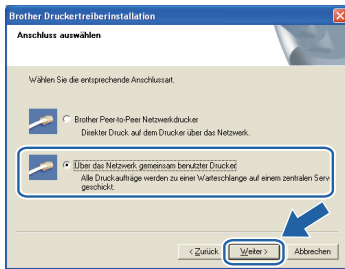 Brother Druckertreiberinstallation
Anschluss auswählen
Wählen Sie die entsprechende Anschlussart.
Brother Peer-to-Peer Netzwerkdrucker
Direkter Druck auf dem Drucker über das Netzwerk.
Über das Netzwerk gemeinsam benutzter Drucker
Alle Druckaufträge werden zu einer Warteschlange auf einem zentralen Serv
geschickt.
< Zurück
Weiter >
Abbrechen